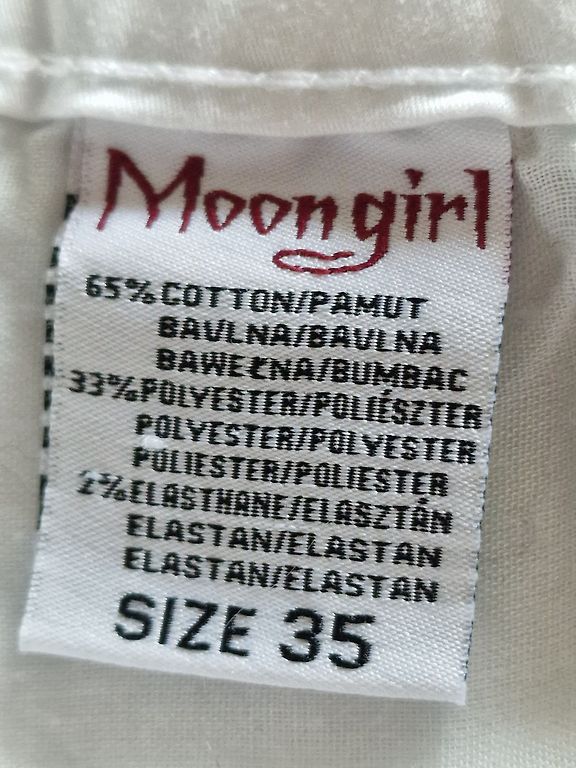 Moongirl
65% COTTON/PAMUT
BAVLNA/BAVLNA
BAWEŁNA/BUMBAC
33% POLYESTER/POLIÉSZTER
POLYESTER/POLYESTER
POLIESTER/POLIESTER
2% ELASTHANE/ELASZTÁN
ELASTAN/ELASTAN
ELASTAN/ELASTAN
SIZE 35